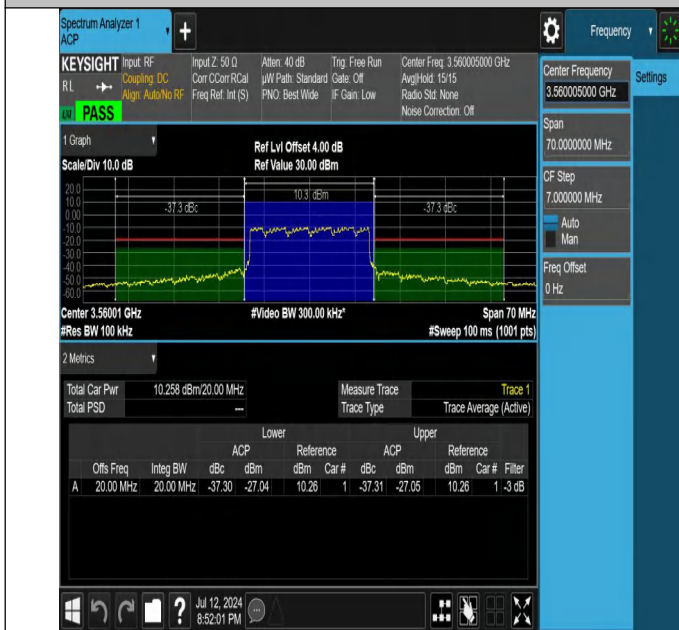 Spectrum Analyzer 1
ACP
Frequency
KEYSIGHT Input: RF Input Z: 50 Ω Atten: 40 dB Trig: Free Run Center Freq: 3.560005000 GHz
RL Coupling: DC Corr CCorr RCal µW Path: Standard Gate: Off Avg|Hold: 15/15
Align: Auto/No RF Freq Ref: Int (S) PNO: Best Wide IF Gain: Low Radio Std: None
PASS Noise Correction: Off
Center Frequency
3.560005000 GHz
Settings
Span
70.0000000 MHz
CF Step
7.000000 MHz
Auto
Man
Freq Offset
0 Hz
1 Graph
Ref Lvl Offset 4.00 dB
Scale/Div 10.0 dB Ref Value 30.00 dBm
20.0
10.0
0.00
-10.0
-20.0
-30.0
-40.0
-50.0
-60.0
-37.3 dBc 10.3 dBm -37.3 dBc
Center 3.56001 GHz #Video BW 300.00 kHz* Span 70 MHz
#Res BW 100 kHz #Sweep 100 ms (1001 pts)
2 Metrics
Total Car Pwr 10.258 dBm/20.00 MHz Measure Trace Trace 1
Total PSD --- Trace Type Trace Average (Active)
Lower Upper
ACP Reference ACP Reference
Offs Freq Integ BW dBc dBm dBm Car # dBc dBm dBm Car # Filter
A 20.00 MHz 20.00 MHz -37.30 -27.04 10.26 1 -37.31 -27.05 10.26 1 -3 dB
?
Jul 12, 2024
8:52:01 PM